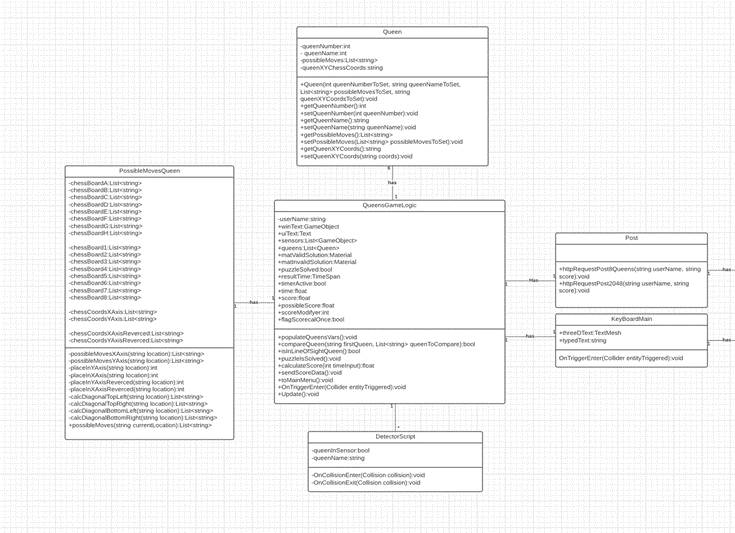 Queen
-queenNumber:int
- queenName:int
-possibleMoves:List<string>
-queenXYChessCoords:string
+Queen(int queenNumberToSet, string queenNameToSet,
List<string> possibleMovesToSet, string
queenXYCoordsToSet):void
+getQueenNumber():int
+setQueenNumber(int queenNumber):void
+getQueenName():string
+setQueenName(string queenName):void
+getPossibleMoves():List<string>
+setPossibleMoves(List<string> possibleMovesToSet):void
+getQueenXYCoords():string
+setQueenXYCoords(string coords):void
has
1
PossibleMovesQueen
-chessBoardA:List<string>
-chessBoardB:List<string>
-chessBoardC:List<string>
-chessBoardD:List<string>
-chessBoardE:List<string>
-chessBoardF:List<string>
-chessBoardG:List<string>
-chessBoardH:List<string>
-chessBoard1:List<string>
-chessBoard2:List<string>
-chessBoard3:List<string>
-chessBoard4:List<string>
-chessBoard5:List<string>
-chessBoard6:List<string>
-chessBoard7:List<string>
-chessBoard8:List<string>
-chessCoordsXAxis:List<string>
-chessCoordsYAxis:List<string>
-chessCoordsXAxisReverced:List<string>
-chessCoordsYAxisReverced:List<string>
-possibleMovesXAxis(string location):List<string>
-possibleMovesYAxis(string location):List<string>
-placeInYAxis(string location):int
-placeInXAxis(string location):int
-placeInYAxisReverced(string location):int
-placeInXAxisReverced(string location):int
-calcDiagonalTopLeft(string location):List<string>
-calcDiagonalTopRight(string location):List<string>
-calcDiagonalBottomLeft(string location):List<string>
-calcDiagonalBottomRight(string location):List<string>
+possibleMoves(string currentLocation):List<string>
1
has
1
QueensGameLogic
-userName:string
+winText:GameObject
+uiText:Text
+sensors:List<GameObject>
+queens:List<Queen>
+matValidSolution:Material
+matInvalidSolution:Material
+puzzleSolved:bool
+resultTime:TimeSpan
+timerActive:bool
+time:float
+score:float
+possibleScore:float
+scoreModifyer:int
+flagScorecalOnce:bool
+populateQueensVars():void
+compareQueen(string firstQueen, List<string> queenToCompare):bool
+isInLineOfSightQueen():bool
+puzzleIsSolved():void
+calculateScore(int timeInput):float
+sendScoreData():void
+toMainMenu():void
+OnTriggerEnter(Collider entityTriggered):void
+Update():void
1
Has
1
Post
+httpRequestPost8Queens(string userName, string
score):void
+httpRequestPost2048(string userName, string
score):void
1
has
1
has
1
KeyBoardMain
+threeDText:TextMesh
+typedText:string
OnTriggerEnter(Collider entityTriggered):void
1
has
1
*
DetectorScript
-queenInSensor:bool
-queenName:string
-OnCollisionEnter(Collision collision):void
-OnCollisionExit(Collision collision):void